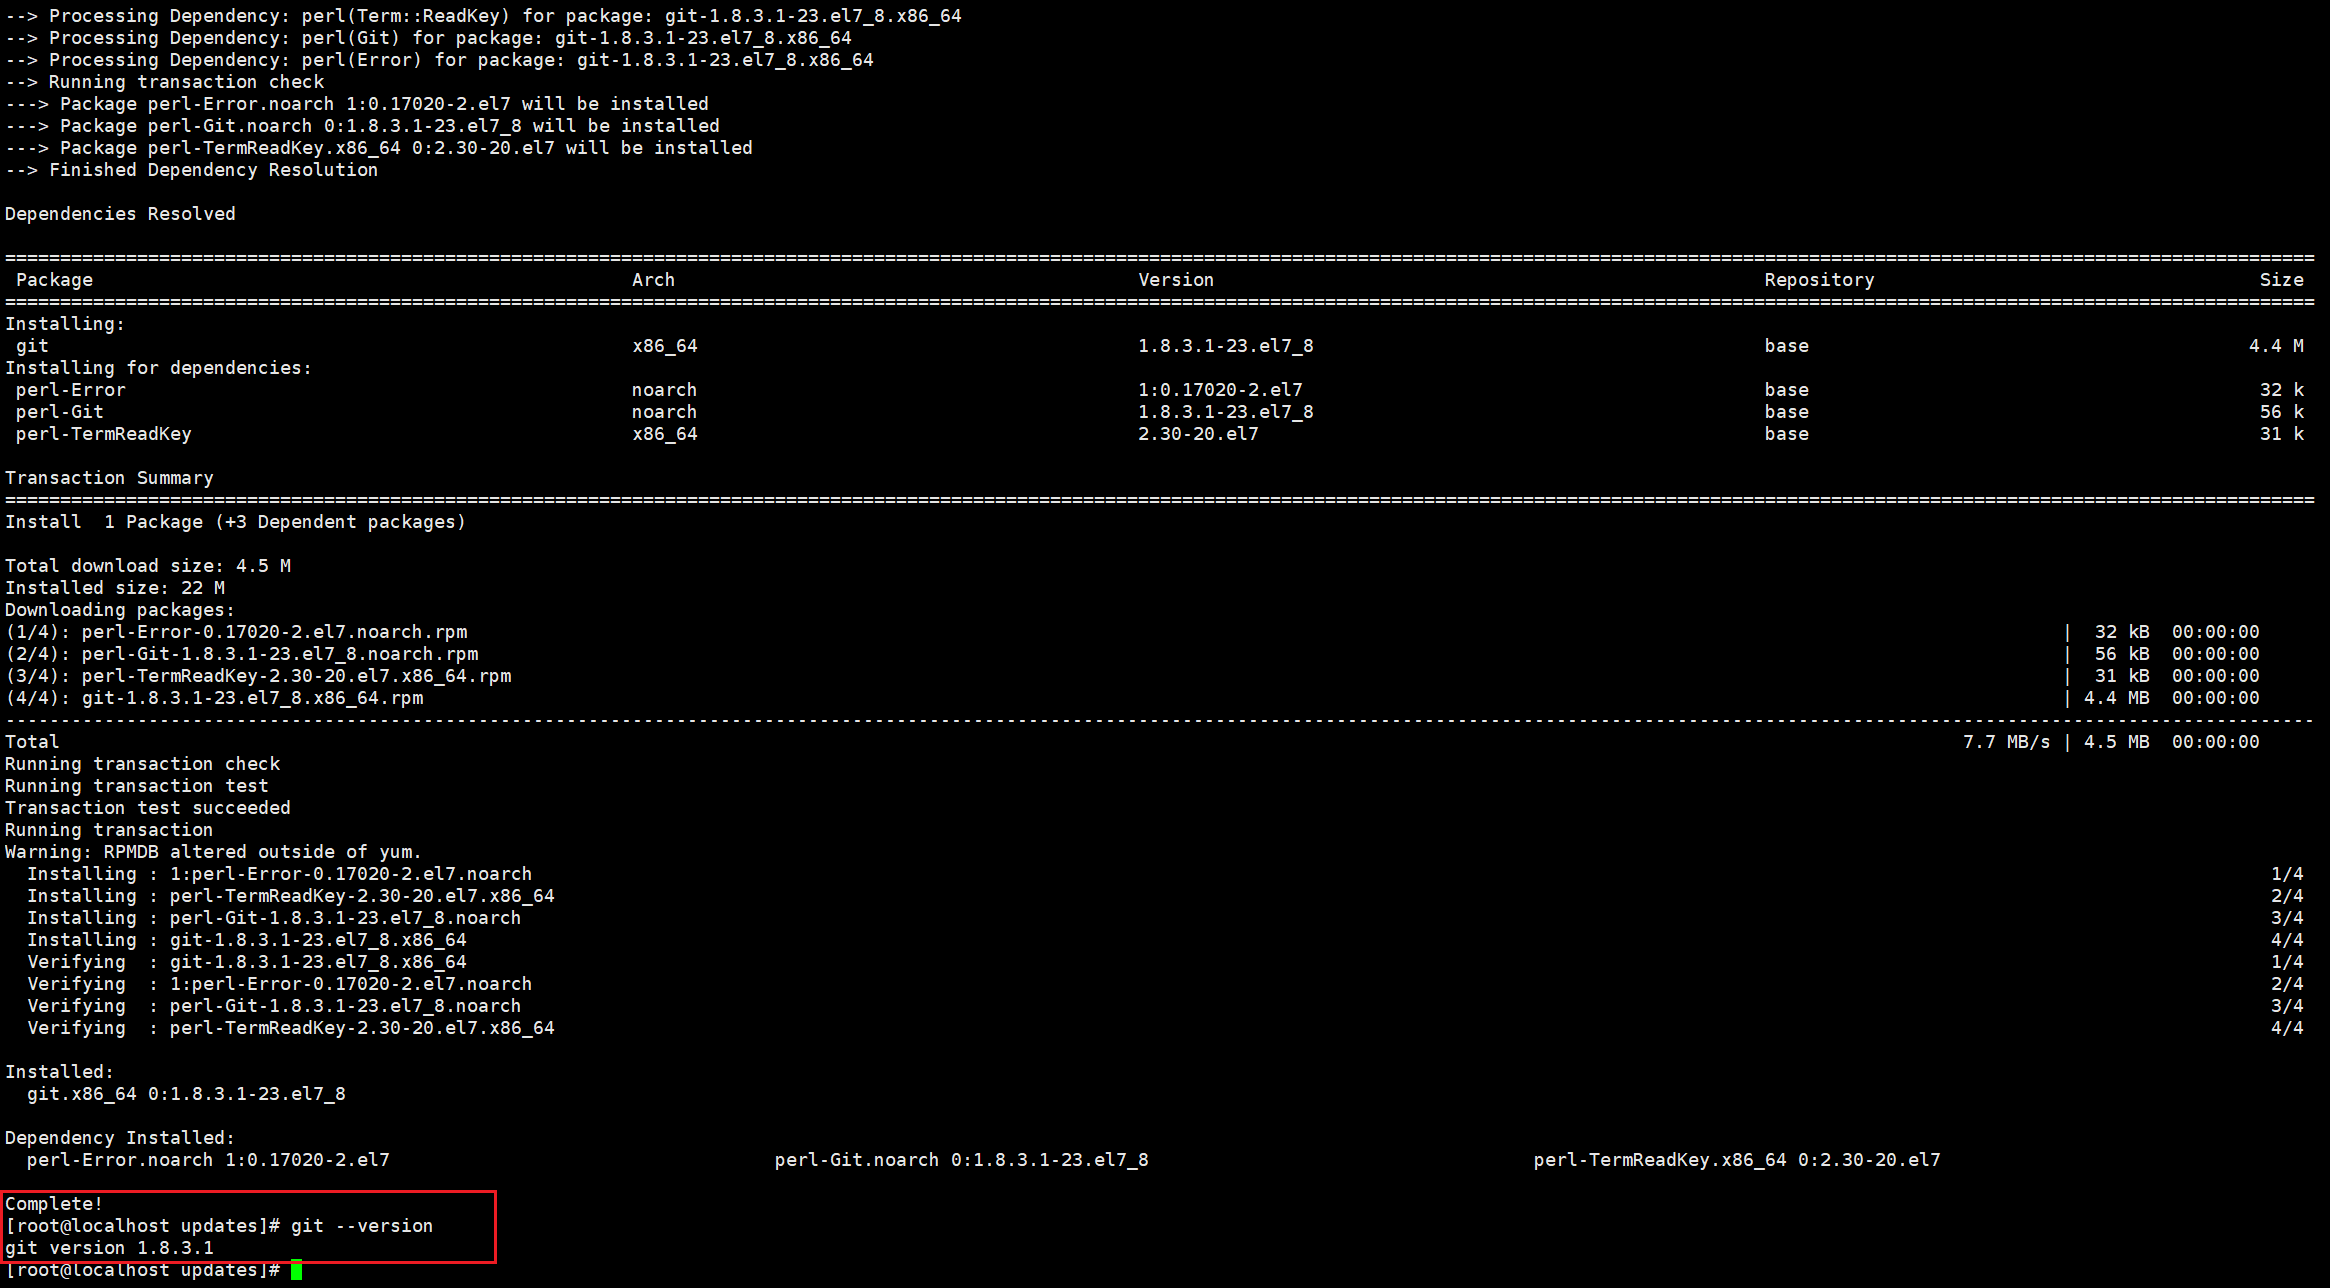 --> Processing Dependency: perl(Term::ReadKey) for package: git-1.8.3.1-23.el7_8.x86_64
--> Processing Dependency: perl(Git) for package: git-1.8.3.1-23.el7_8.x86_64
--> Processing Dependency: perl(Error) for package: git-1.8.3.1-23.el7_8.x86_64
--> Running transaction check
---> Package perl-Error.noarch 1:0.17020-2.el7 will be installed
---> Package perl-Git.noarch 0:1.8.3.1-23.el7_8 will be installed
---> Package perl-TermReadKey.x86_64 0:2.30-20.el7 will be installed
--> Finished Dependency Resolution
Dependencies Resolved
Package Arch Version Repository Size
Installing:
git x86_64 1.8.3.1-23.el7_8 base 4.4 M
Installing for dependencies:
perl-Error noarch 1:0.17020-2.el7 base 32 k
perl-Git noarch 1.8.3.1-23.el7_8 base 56 k
perl-TermReadKey x86_64 2.30-20.el7 base 31 k
Transaction Summary
Install  1 Package (+3 Dependent packages)
Total download size: 4.5 M
Installed size: 22 M
Downloading packages:
(1/4): perl-Error-0.17020-2.el7.noarch.rpm | 32 kB 00:00:00
(2/4): perl-Git-1.8.3.1-23.el7_8.noarch.rpm | 56 kB 00:00:00
(3/4): perl-TermReadKey-2.30-20.el7.x86_64.rpm | 31 kB 00:00:00
(4/4): git-1.8.3.1-23.el7_8.x86_64.rpm | 4.4 MB 00:00:00
Total 7.7 MB/s | 4.5 MB 00:00:00
Running transaction check
Running transaction test
Transaction test succeeded
Running transaction
Warning: RPMDB altered outside of yum.
Installing : 1:perl-Error-0.17020-2.el7.noarch 1/4
Installing : perl-TermReadKey-2.30-20.el7.x86_64 2/4
Installing : perl-Git-1.8.3.1-23.el7_8.noarch 3/4
Installing : git-1.8.3.1-23.el7_8.x86_64 4/4
Verifying  : git-1.8.3.1-23.el7_8.x86_64 1/4
Verifying  : 1:perl-Error-0.17020-2.el7.noarch 2/4
Verifying  : perl-Git-1.8.3.1-23.el7_8.noarch 3/4
Verifying  : perl-TermReadKey-2.30-20.el7.x86_64 4/4
Installed:
git.x86_64 0:1.8.3.1-23.el7_8
Dependency Installed:
perl-Error.noarch 1:0.17020-2.el7 perl-Git.noarch 0:1.8.3.1-23.el7_8 perl-TermReadKey.x86_64 0:2.30-20.el7
Complete!
[root@localhost updates]# git --version
git version 1.8.3.1
[root@localhost updates]#